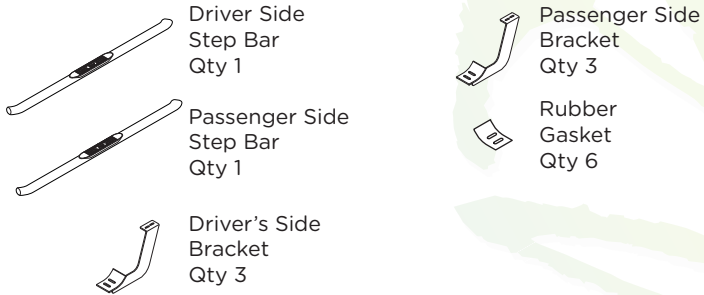 Driver Side
Step Bar
Qty 1
Passenger Side
Step Bar
Qty 1
Driver's Side
Bracket
Qty 3
Passenger Side
Bracket
Qty 3
Rubber
Gasket
Qty 6